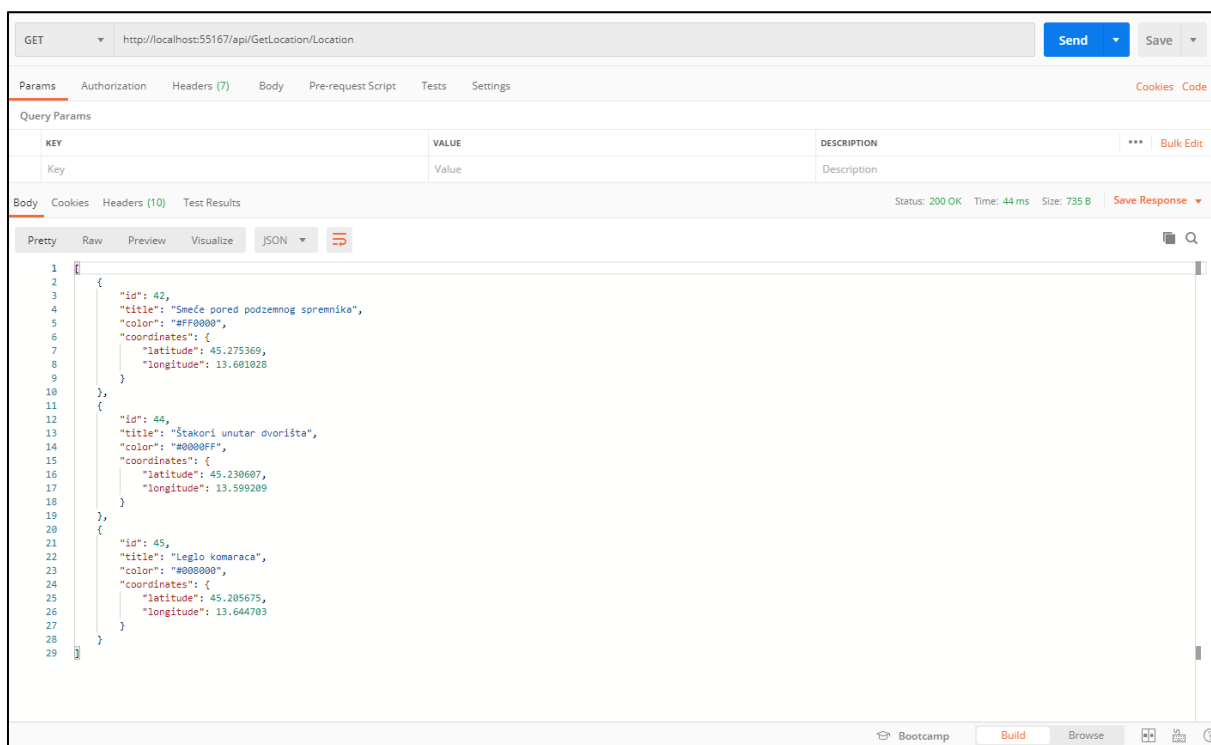 GET http://localhost:55167/api/GetLocation/Location Send Save
Params Authorization Headers (7) Body Pre-request Script Tests Settings Cookies Code
Query Params
KEY VALUE DESCRIPTION ••• Bulk Edit
Key Value Description
Body Cookies Headers (10) Test Results Status: 200 OK Time: 44 ms Size: 735 B Save Response
Pretty Raw Preview Visualize JSON
1 [
2 {
3 "id": 42,
4 "title": "Smeće pored podzemnog spremnika",
5 "color": "#FF0000",
6 "coordinates": {
7 "latitude": 45.275369,
8 "longitude": 13.601028
9 }
10 },
11 {
12 "id": 44,
13 "title": "Štakori unutar dvorišta",
14 "color": "#0000FF",
15 "coordinates": {
16 "latitude": 45.230607,
17 "longitude": 13.599209
18 }
19 },
20 {
21 "id": 45,
22 "title": "Leglo komaraca",
23 "color": "#008000",
24 "coordinates": {
25 "latitude": 45.205675,
26 "longitude": 13.644703
27 }
28 }
29 ]
Bootcamp Build Browse